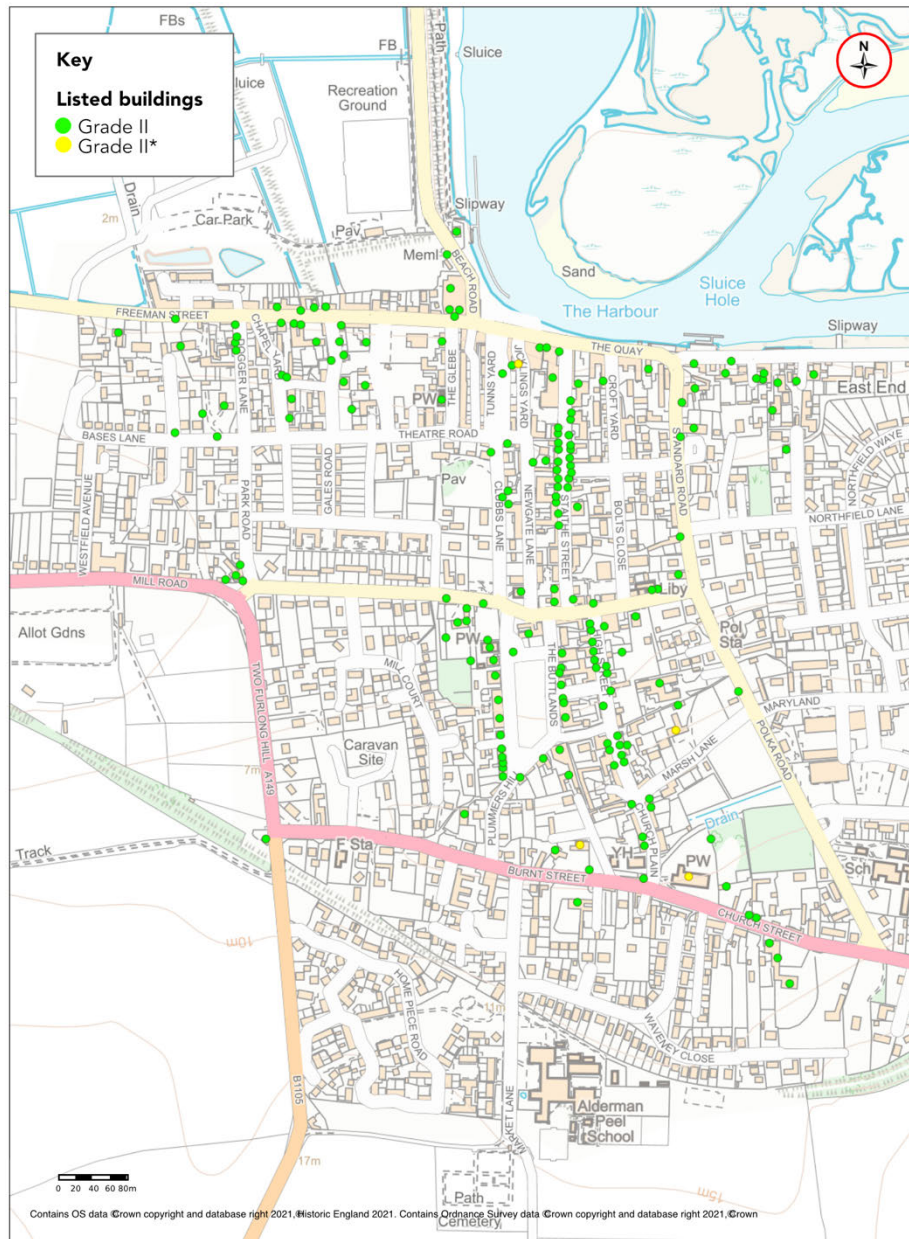 FBs
Path
Key
Listed buildings
Grade II
Grade II*
FB
Sluice
N
luice
Recreation
Ground
Drain
2m
Car Park
Slipway
Pav
Meml
BEACH ROAD
Sand
Sluice
Hole
The Harbour
Slipway
FREEMAN STREET
CHAPEL YARD
DOGGER LANE
THE GLEBE
TUNNS YARD
JICKLINGS YARD
THE QUAY
CROFT YARD
East End
PW
BASES LANE
THEATRE ROAD
STANDARD ROAD
NORTHFIELD WAYE
WESTFIELD AVENUE
PARK ROAD
GALES ROAD
Pav
CLUBBS LANE
NEWGATE LANE
STAITHE STREET
BOLTS CLOSE
NORTHFIELD LANE
MILL ROAD
Liby
Allot Gdns
PW
Pol
Sta
MILL COURT
THE BUTTLANDS
HIGH STREET
TWO FURLONG HILL A149
MARYLAND
POLKA ROAD
Caravan
Site
7m
MARSH LANE
PLUMMERS HILL
Drain
CHURCH PLAIN
Track
F Sta
YH
PW
BURNT STREET
Sch
CHURCH STREET
10m
HOME PIECE ROAD
11m
WAVENEY CLOSE
B1105
MARKET LANE
Alderman
Peel
School
17m
15m
0 20 40 60 80m
Path
Cemetery
Contains OS data ©Crown copyright and database right 2021, ©Historic England 2021. Contains Ordnance Survey data ©Crown copyright and database right 2021, ©Crown